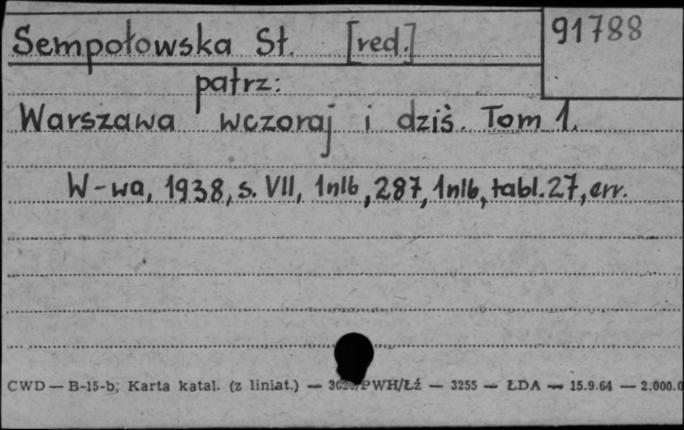 Sempołowska St. [red.] 91788
patrz:
Warszawa wczoraj i dziś. Tom 1.
W-wa, 1938, s. VII, 1nlb, 287, 1nlb, tabl. 27, err.
CWD — B-15-b; Karta katal. (z liniat.) — PWH/Łź — 3255 — ŁDA — 15.9.64 — 2.000.0